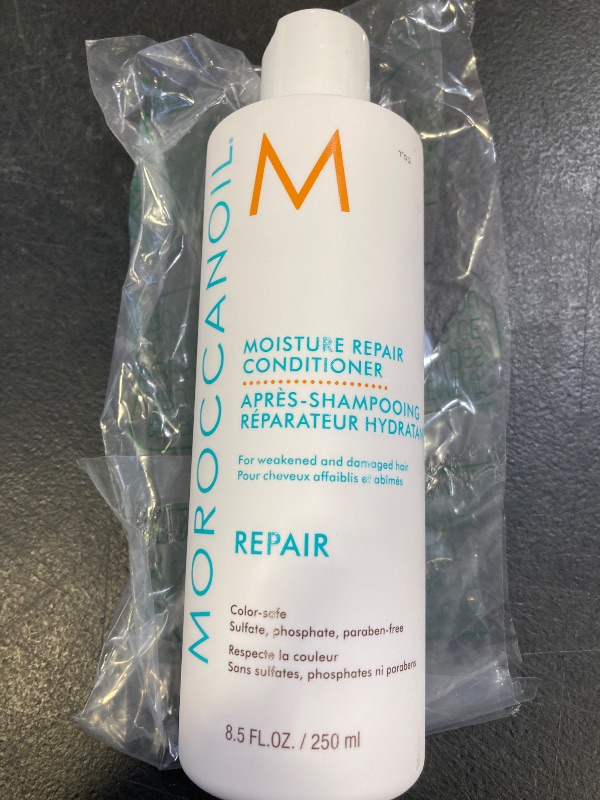 M
MOROCCANOIL®
MOISTURE REPAIR
CONDITIONER
APRÈS-SHAMPOOING
RÉPARATEUR HYDRATAN
For weakened and damaged hair
Pour cheveux affaiblis et abîmés
REPAIR
Color-safe
Sulfate, phosphate, paraben-free
Respecte la couleur
Sans sulfates, phosphates ni parabens
8.5 FL.OZ. / 250 ml